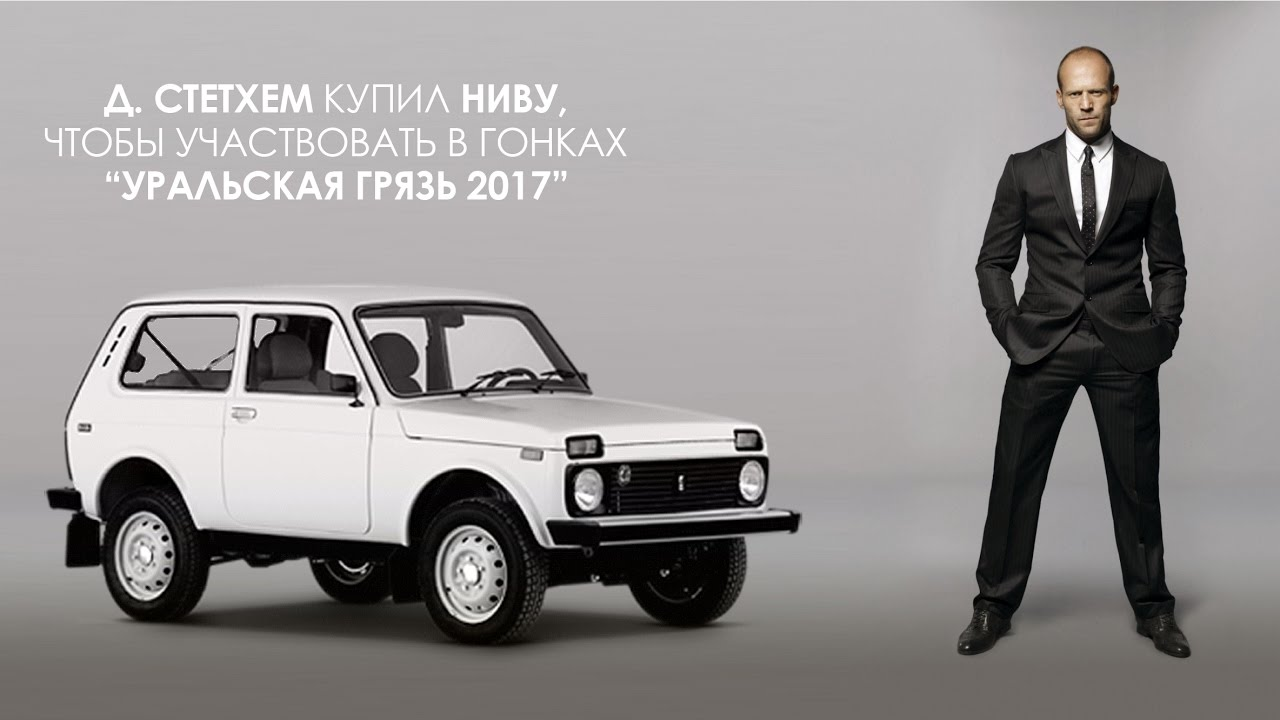 Д. СТЕТХЕМ КУПИЛ НИВУ,
ЧТОБЫ УЧАСТВОВАТЬ В ГОНКАХ
“УРАЛЬСКАЯ ГРЯЗЬ 2017”